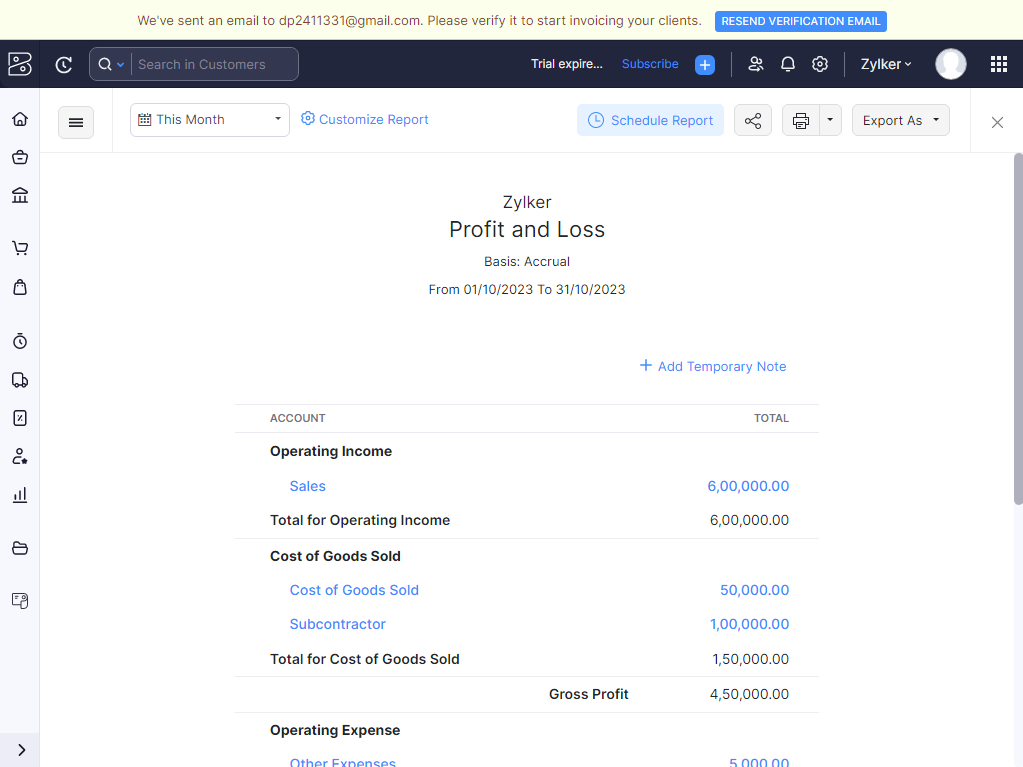 We've sent an email to dp2411331@gmail.com. Please verify it to start invoicing your clients. RESEND VERIFICATION EMAIL
Search in Customers Trial expire... Subscribe Zylker
This Month Customize Report Schedule Report Export As
Zylker
Profit and Loss
Basis: Accrual
From 01/10/2023 To 31/10/2023
Add Temporary Note
ACCOUNT TOTAL
Operating Income
Sales 6,00,000.00
Total for Operating Income 6,00,000.00
Cost of Goods Sold
Cost of Goods Sold 50,000.00
Subcontractor 1,00,000.00
Total for Cost of Goods Sold 1,50,000.00
Gross Profit 4,50,000.00
Operating Expense
Other Expenses 5,000.00